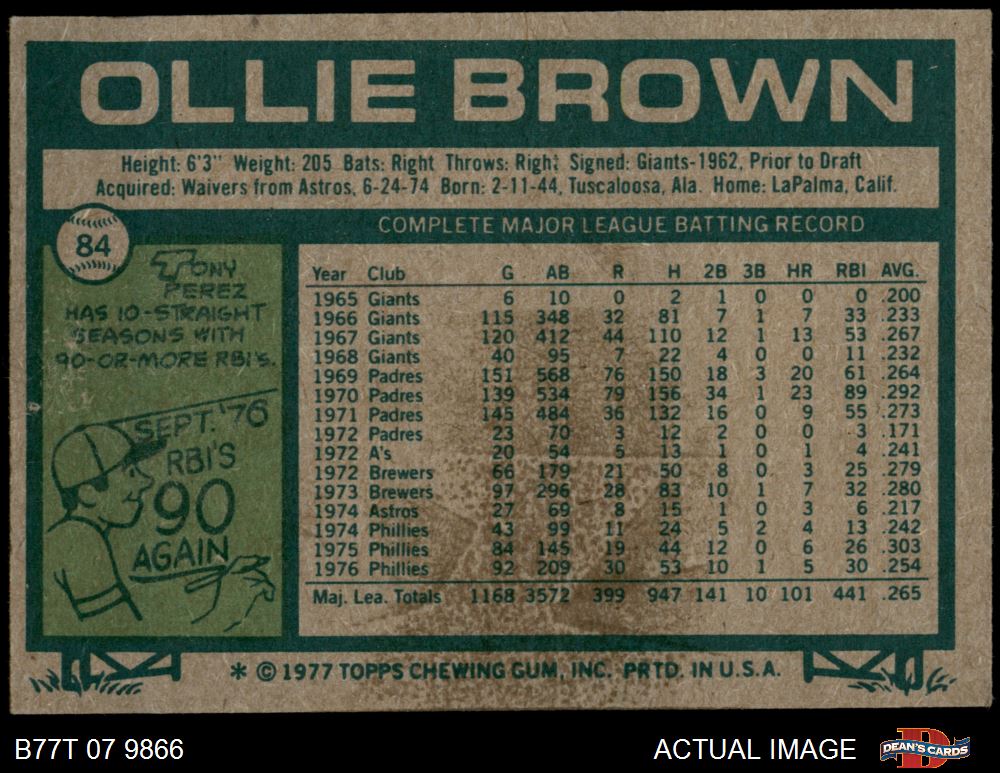 OLLIE BROWN
Height: 6'3" Weight: 205 Bats: Right Throws: Right Signed: Giants-1962, Prior to Draft
Acquired: Waivers from Astros, 6-24-74 Born: 2-11-44, Tuscaloosa, Ala. Home: LaPalma, Calif.
84
TONY
PEREZ
HAS 10-STRAIGHT
SEASONS WITH
90-OR-MORE RBI'S.
SEPT. '76
RBI'S
90
AGAIN
COMPLETE MAJOR LEAGUE BATTING RECORD
Year Club G AB R H 2B 3B HR RBI AVG.
1965 Giants 6 10 0 2 1 0 0 0 .200
1966 Giants 115 348 32 81 7 1 7 33 .233
1967 Giants 120 412 44 110 12 1 13 53 .267
1968 Giants 40 95 7 22 4 0 0 11 .232
1969 Padres 151 568 76 150 18 3 20 61 .264
1970 Padres 139 534 79 156 34 1 23 89 .292
1971 Padres 145 484 36 132 16 0 9 55 .273
1972 Padres 23 70 3 12 2 0 0 3 .171
1972 A's 20 54 5 13 1 0 1 4 .241
1972 Brewers 66 179 21 50 8 0 3 25 .279
1973 Brewers 97 296 28 83 10 1 7 32 .280
1974 Astros 27 69 8 15 1 0 3 6 .217
1974 Phillies 43 99 11 24 5 2 4 13 .242
1975 Phillies 84 145 19 44 12 0 6 26 .303
1976 Phillies 92 209 30 53 10 1 5 30 .254
Maj. Lea. Totals 1168 3572 399 947 141 10 101 441 .265
* © 1977 TOPPS CHEWING GUM, INC. PRTD. IN U.S.A.
B77T 07 9866
ACTUAL IMAGE
DEAN'S CARDS